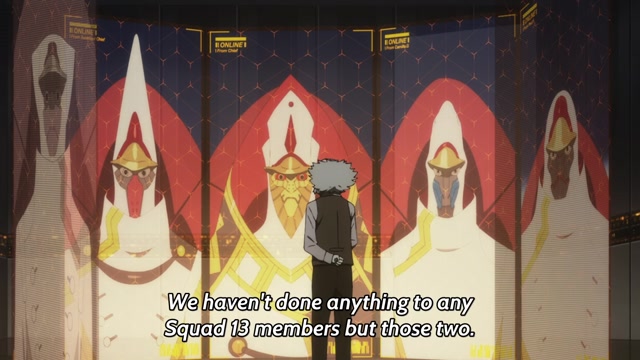 ONLINE
ONLINE
ONLINE
We haven't done anything to any
Squad 13 members but those two.